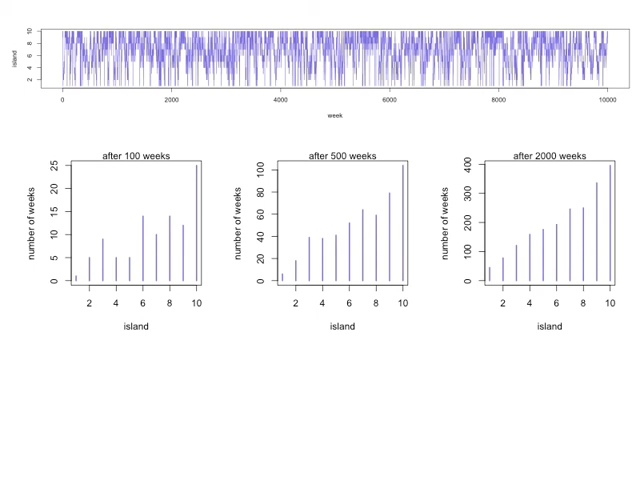 island
10
8
6
4
2
0 2000 4000 6000 8000 10000
week
after 100 weeks
after 500 weeks
after 2000 weeks
number of weeks
25
20
15
10
5
0
2 4 6 8 10
island
number of weeks
100
80
60
40
20
0
2 4 6 8 10
island
number of weeks
400
300
200
100
0
2 4 6 8 10
island